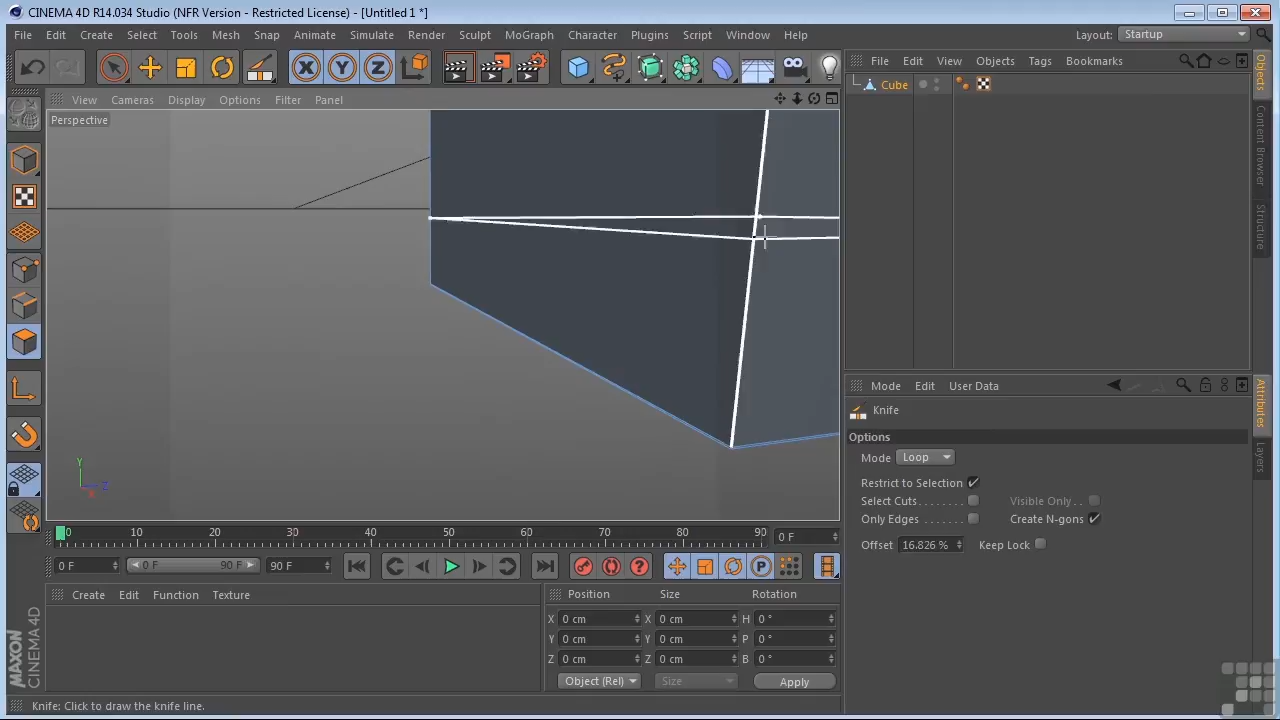 CINEMA 4D R14.034 Studio (NFR Version - Restricted License) - [Untitled 1 *]
File Edit Create Select Tools Mesh Snap Animate Simulate Render Sculpt MoGraph Character Plugins Script Window Help Layout: Startup
X Y Z
File Edit View Objects Tags Bookmarks
Cube
Objects
Content Browser
Structure
View Cameras Display Options Filter Panel
Perspective
Y
Z
X
Mode Edit User Data
Knife
Options
Mode Loop
Restrict to Selection
Select Cuts Visible Only
Only Edges Create N-gons
Offset 16.826 % Keep Lock
Attributes
Layers
0 10 20 30 40 50 60 70 80 90 0 F
0 F 0 F 90 F 90 F P
Create Edit Function Texture
Position Size Rotation
X 0 cm X 0 cm H 0 °
Y 0 cm Y 0 cm P 0 °
Z 0 cm Z 0 cm B 0 °
Object (Rel) Size Apply
MAXON
CINEMA 4D
Knife: Click to draw the knife line.